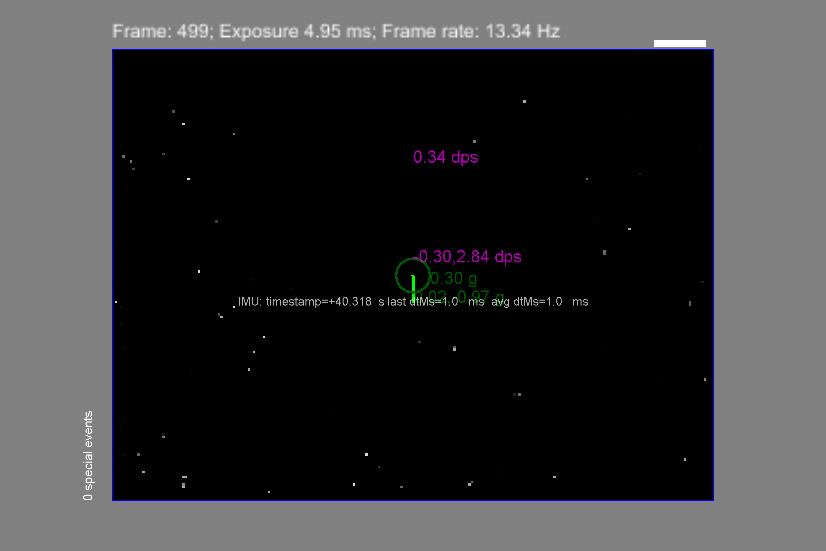 Frame: 499; Exposure 4.95 ms; Frame rate: 13.34 Hz
0.34 dps
-0.30,2.84 dps
0.30 g
0.97 g
IMU: timestamp=+40.318 s last dtMs=1.0 ms avg dtMs=1.0 ms
0 special events